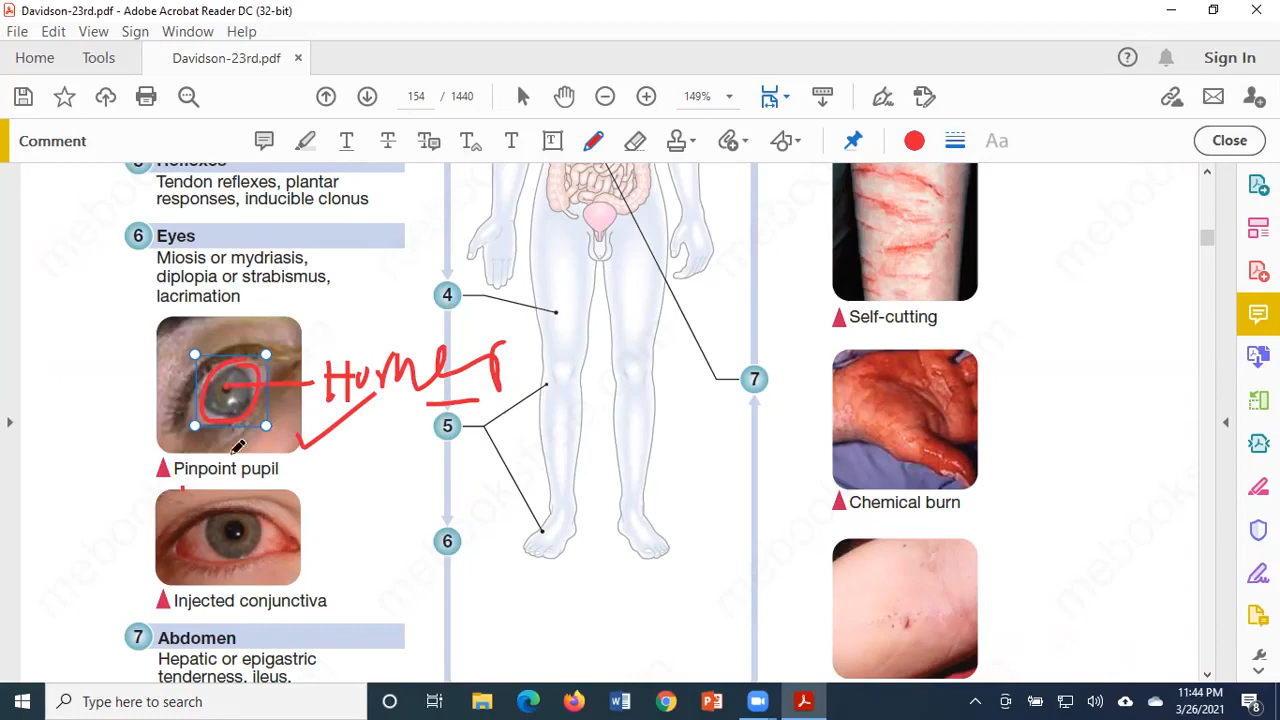 Davidson-23rd.pdf - Adobe Acrobat Reader DC (32-bit)
File Edit View Sign Window Help
Home Tools Davidson-23rd.pdf × Sign In
154 / 1440 149%
Comment Close
Reflexes
Tendon reflexes, plantar
responses, inducible clonus
6 Eyes
Miosis or mydriasis,
diplopia or strabismus,
lacrimation
Horner
Pinpoint pupil
Injected conjunctiva
7 Abdomen
Hepatic or epigastric
tenderness, ileus,
4
5
6
7
Self-cutting
Chemical burn
Type here to search
11:44 PM
3/26/2021
8